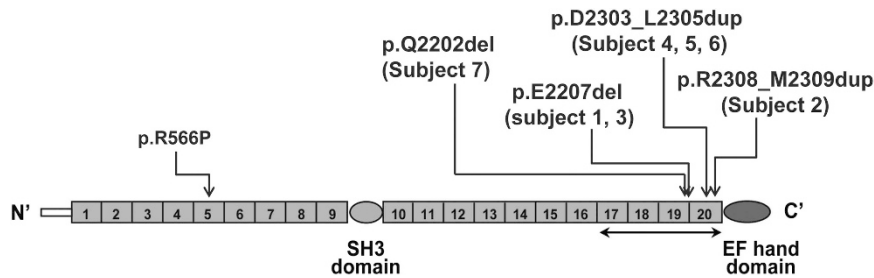 p.D2303_L2305dup
(Subject 4, 5, 6)
p.Q2202del
(Subject 7)
p.R2308_M2309dup
(Subject 2)
p.E2207del
(subject 1, 3)
p.R566P
N' 1 2 3 4 5 6 7 8 9 10 11 12 13 14 15 16 17 18 19 20 C'
SH3
domain
EF hand
domain